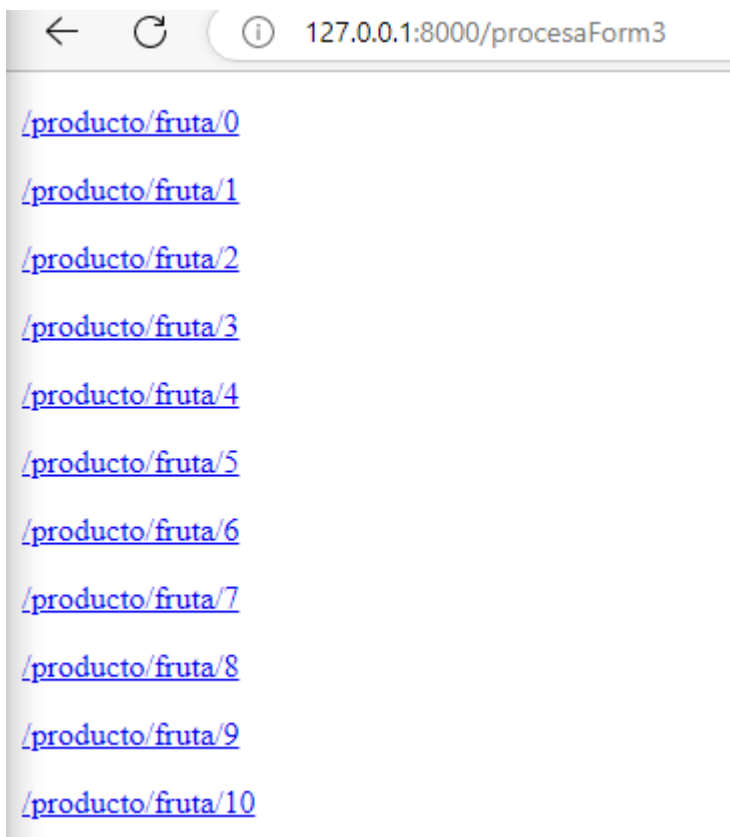 127.0.0.1:8000/procesaForm3
/producto/fruta/0
/producto/fruta/1
/producto/fruta/2
/producto/fruta/3
/producto/fruta/4
/producto/fruta/5
/producto/fruta/6
/producto/fruta/7
/producto/fruta/8
/producto/fruta/9
/producto/fruta/10